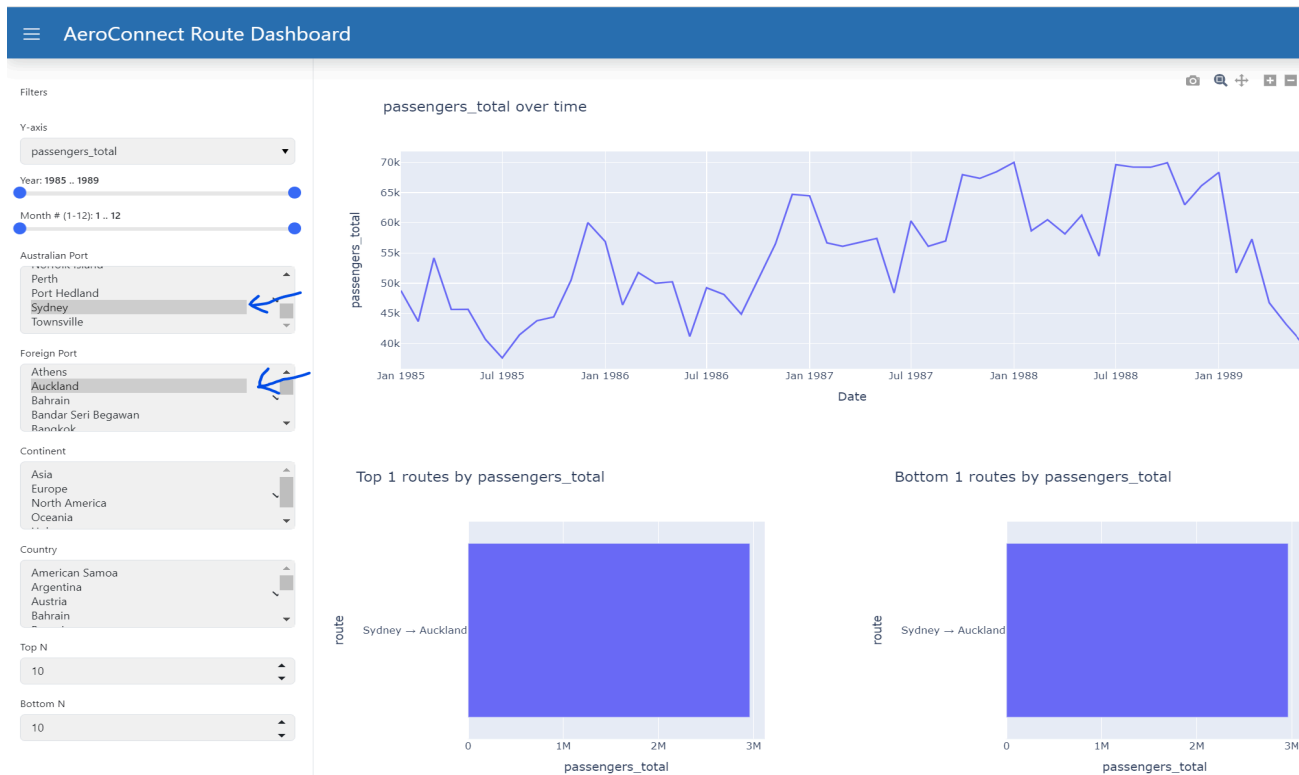 AeroConnect Route Dashboard
Filters
Y-axis
passengers_total
Year: 1985 .. 1989
Month # (1-12): 1 .. 12
Australian Port
Norfolk Island
Perth
Port Hedland
Sydney
Townsville
Foreign Port
Athens
Auckland
Bahrain
Bandar Seri Begawan
Bangkok
Continent
Asia
Europe
North America
Oceania
Country
American Samoa
Argentina
Austria
Bahrain
Top N
10
Bottom N
10
passengers_total over time
passengers_total
70k
65k
60k
55k
50k
45k
40k
Jan 1985 Jul 1985 Jan 1986 Jul 1986 Jan 1987 Jul 1987 Jan 1988 Jul 1988 Jan 1989
Date
Top 1 routes by passengers_total
route
Sydney → Auckland
0 1M 2M 3M
passengers_total
Bottom 1 routes by passengers_total
route
Sydney → Auckland
0 1M 2M 3M
passengers_total